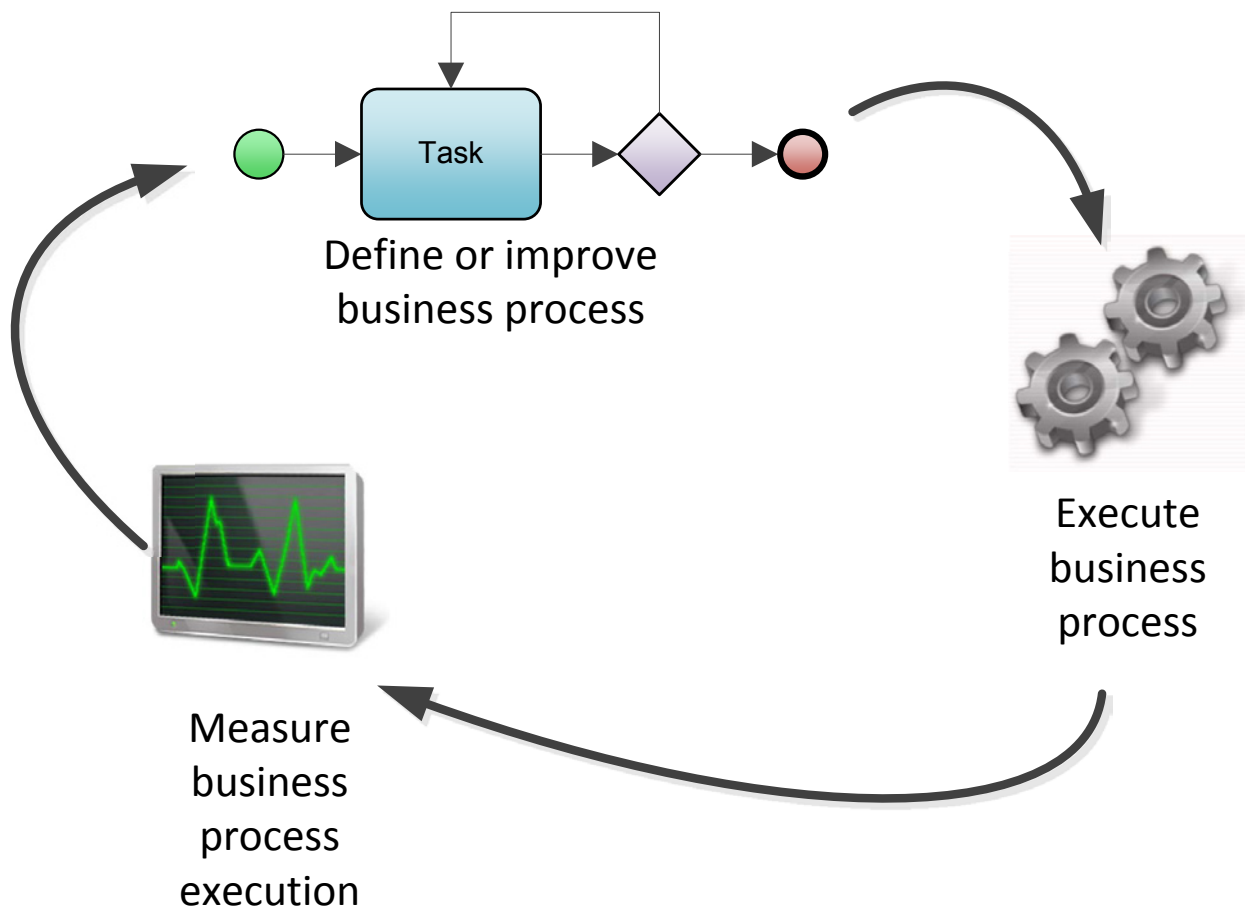 Task
Define or improve
business process
Execute
business
process
Measure
business
process
execution